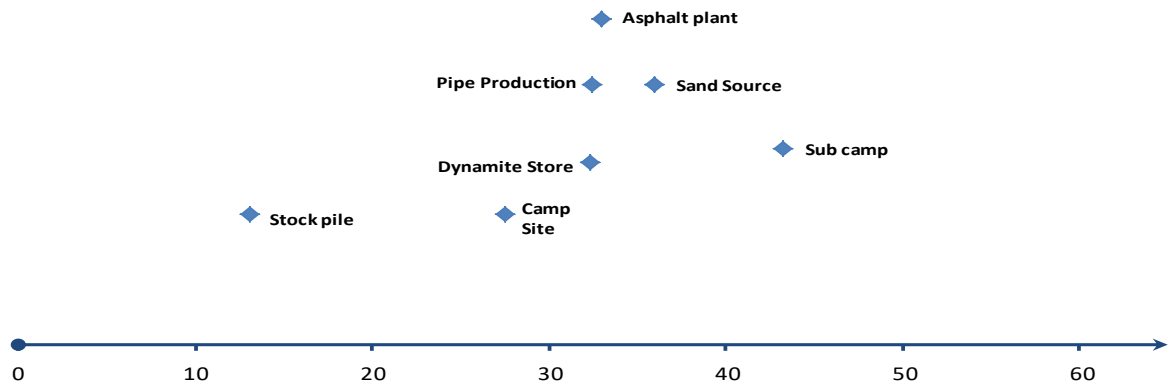 Asphalt plant
Pipe Production
Sand Source
Sub camp
Dynamite Store
Camp
Site
Stock pile
0 10 20 30 40 50 60